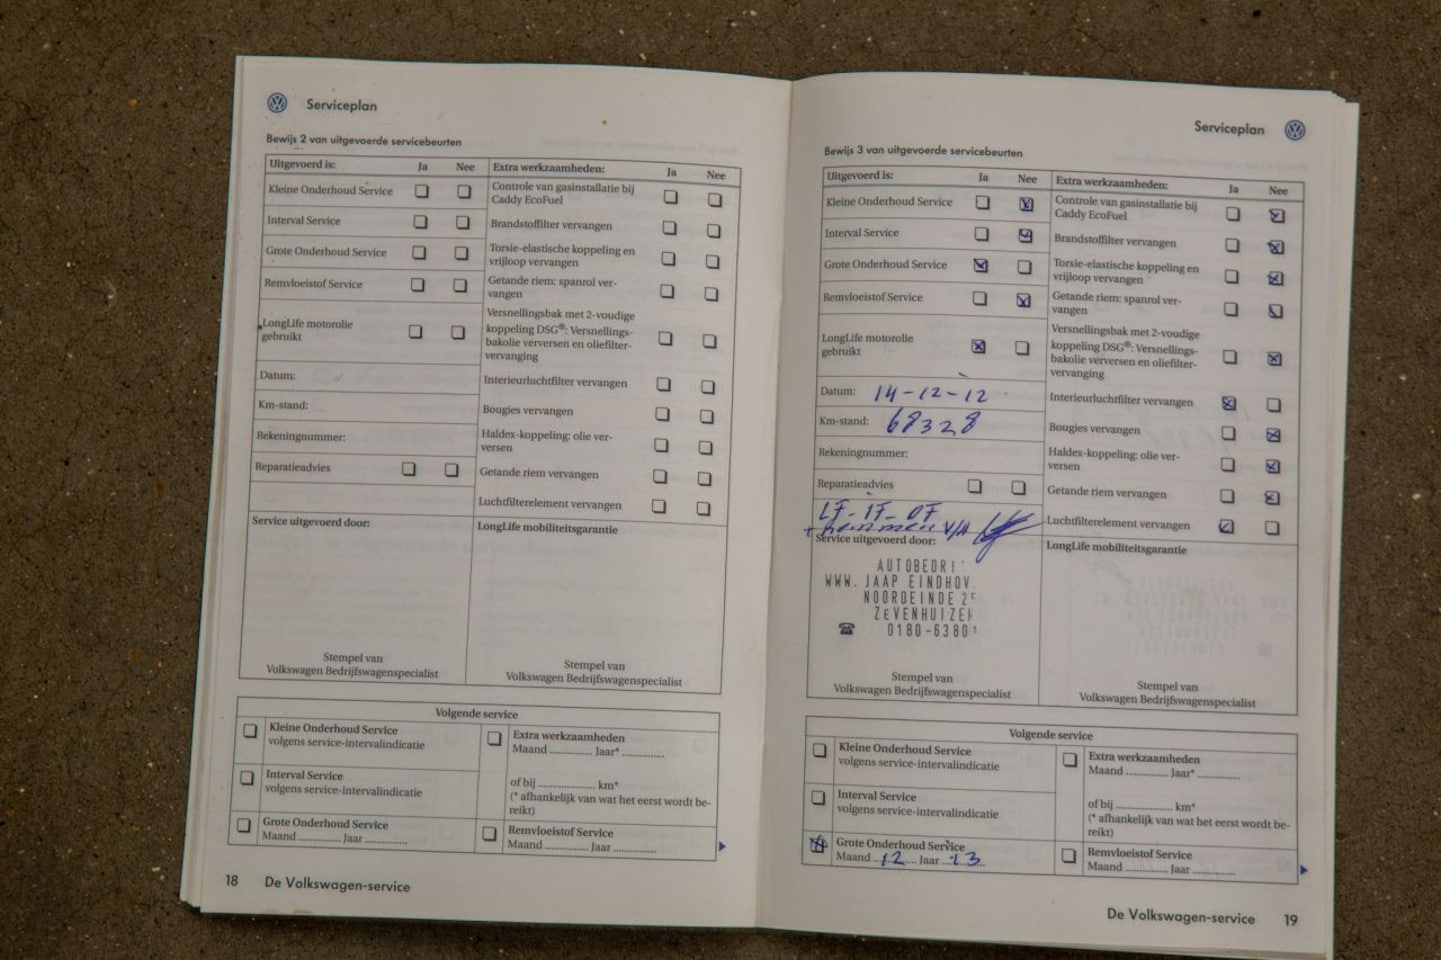 Serviceplan
Bewijs 2 van uitgevoerde servicebeurten
Uitgevoerd is: Ja Nee
Kleine Onderhoud Service
Interval Service
Grote Onderhoud Service
Remvloeistof Service
LongLife motorolie
gebruikt
Datum:
Km-stand:
Rekeningnummer:
Reparatieadvies
Service uitgevoerd door:
Stempel van
Volkswagen Bedrijfswagenspecialist
Extra werkzaamheden: Ja Nee
Controle van gasinstallatie bij
Caddy EcoFuel
Brandstoffilter vervangen
Torsie-elastische koppeling en
vrijloop vervangen
Getande riem: spanrol ver-
vangen
Versnellingsbak met 2-voudige
koppeling DSG®: Versnellings-
bakolie verversen en oliefilter-
vervanging
Interieurluchtfilter vervangen
Bougies vervangen
Haldex-koppeling: olie ver-
versen
Getande riem vervangen
Luchtfilterelement vervangen
LongLife mobiliteitsgarantie
Stempel van
Volkswagen Bedrijfswagenspecialist
Volgende service
Kleine Onderhoud Service
volgens service-intervalindicatie
Interval Service
volgens service-intervalindicatie
Grote Onderhoud Service
Maand ............. Jaar .............
Extra werkzaamheden
Maand ............. Jaar* .............
of bij .................. km*
(* afhankelijk van wat het eerst wordt be-
reikt)
Remvloeistof Service
Maand ............. Jaar .............
18 De Volkswagen-service
Serviceplan
Bewijs 3 van uitgevoerde servicebeurten
Uitgevoerd is: Ja Nee
Kleine Onderhoud Service
Interval Service
Grote Onderhoud Service
Remvloeistof Service
LongLife motorolie
gebruikt
Datum: 14-12-12
Km-stand: 68328
Rekeningnummer:
Reparatieadvies
LF-IF-OF
+ remmen V/A
Service uitgevoerd door:
AUTOBEDRI
WWW. JAAP EINDHOV
NOORDEINDE 2
ZEVENHUIZE
0180-6380
Stempel van
Volkswagen Bedrijfswagenspecialist
Extra werkzaamheden: Ja Nee
Controle van gasinstallatie bij
Caddy EcoFuel
Brandstoffilter vervangen
Torsie-elastische koppeling en
vrijloop vervangen
Getande riem: spanrol ver-
vangen
Versnellingsbak met 2-voudige
koppeling DSG®: Versnellings-
bakolie verversen en oliefilter-
vervanging
Interieurluchtfilter vervangen
Bougies vervangen
Haldex-koppeling: olie ver-
versen
Getande riem vervangen
Luchtfilterelement vervangen
LongLife mobiliteitsgarantie
Stempel van
Volkswagen Bedrijfswagenspecialist
Volgende service
Kleine Onderhoud Service
volgens service-intervalindicatie
Interval Service
volgens service-intervalindicatie
Grote Onderhoud Service
Maand 12 Jaar 13
Extra werkzaamheden
Maand ............. Jaar* .............
of bij .................. km*
(* afhankelijk van wat het eerst wordt be-
reikt)
Remvloeistof Service
Maand ............. Jaar .............
De Volkswagen-service 19